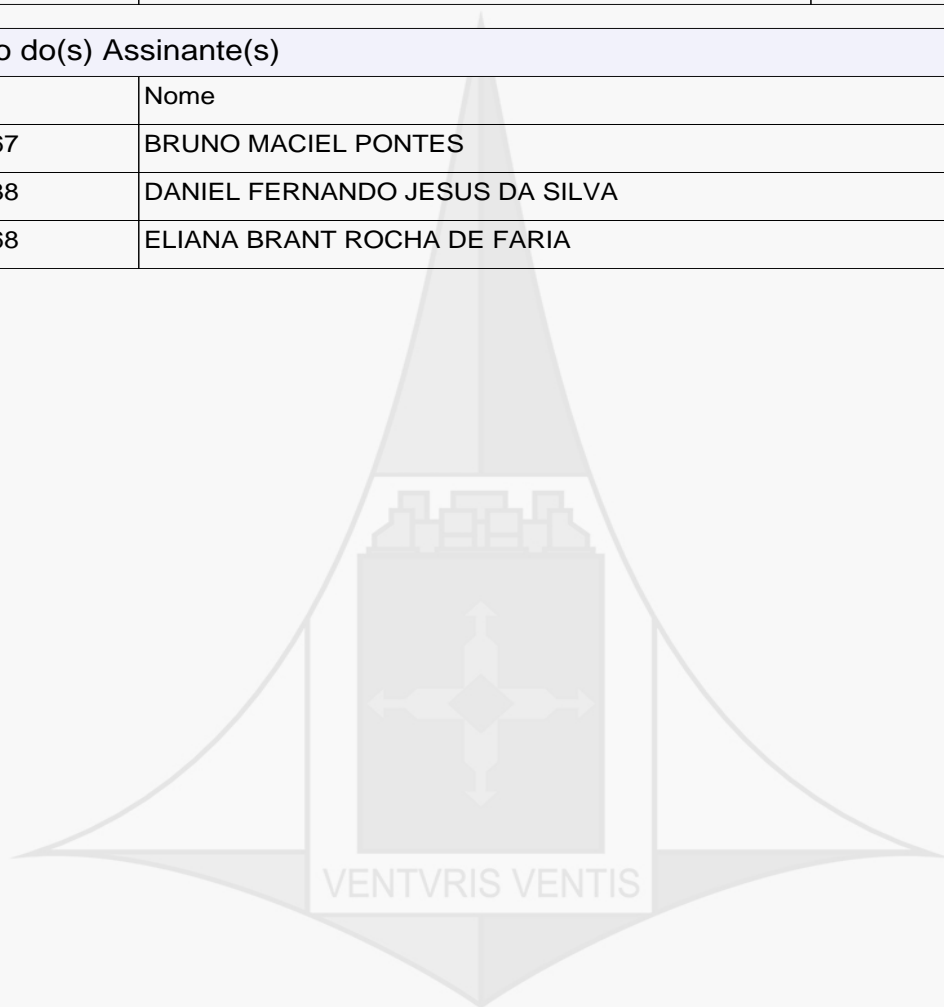 o do(s) Assinante(s)
Nome
67 BRUNO MACIEL PONTES
38 DANIEL FERNANDO JESUS DA SILVA
68 ELIANA BRANT ROCHA DE FARIA
VENTVRIS VENTIS